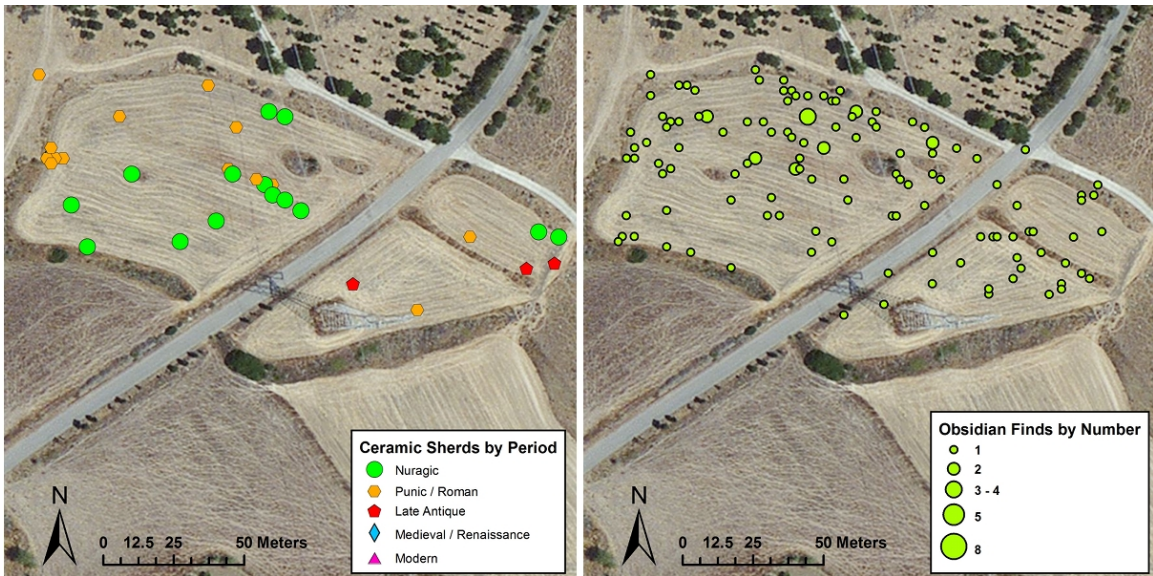 Ceramic Sherds by Period
Nuragic
Punic / Roman
Late Antique
Medieval / Renaissance
Modern
N
0 12.5 25 50 Meters
Obsidian Finds by Number
1
2
3 - 4
5
8
N
0 12.5 25 50 Meters